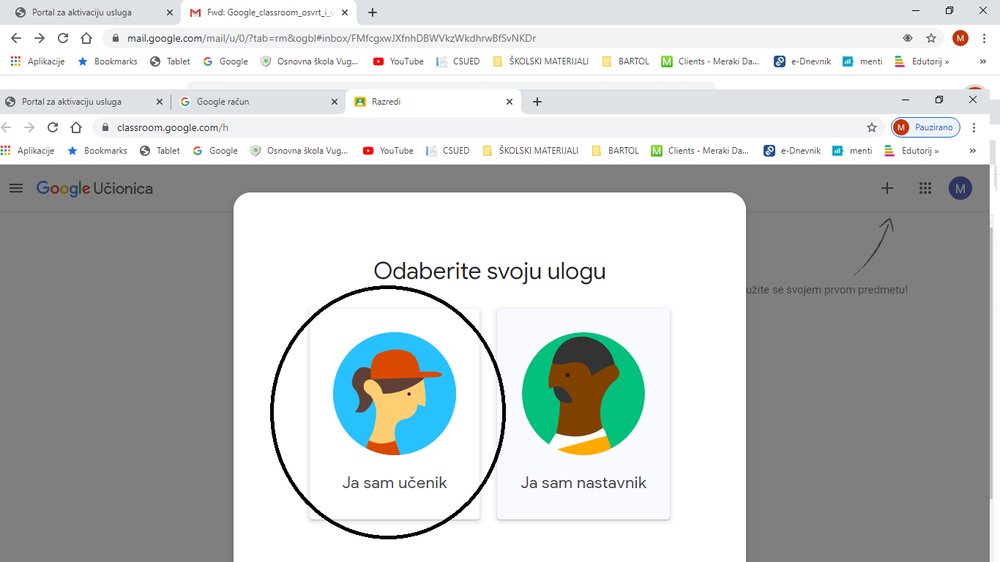 Portal za aktivaciju usluga
Fwd: Google_classroom_osvrt_i_u
mail.google.com/mail/u/0/?tab=rm&ogbl#inbox/FMfcgxwJXfnhDBWVkzWkdhrwBfSvNKDr
M
Aplikacije Bookmarks Tablet Google Osnovna škola Vug... YouTube CSUED ŠKOLSKI MATERIJALI BARTOL Clients - Meraki Da... e-Dnevnik menti Edutorij »
Portal za aktivaciju usluga
Google račun
Razredi
classroom.google.com/h
M Pauzirano
Aplikacije Bookmarks Tablet Google Osnovna škola Vug... YouTube CSUED ŠKOLSKI MATERIJALI BARTOL Clients - Meraki Da... e-Dnevnik menti Edutorij »
Google Učionica
M
Odaberite svoju ulogu
užite se svojem prvom predmetu!
Ja sam učenik
Ja sam nastavnik